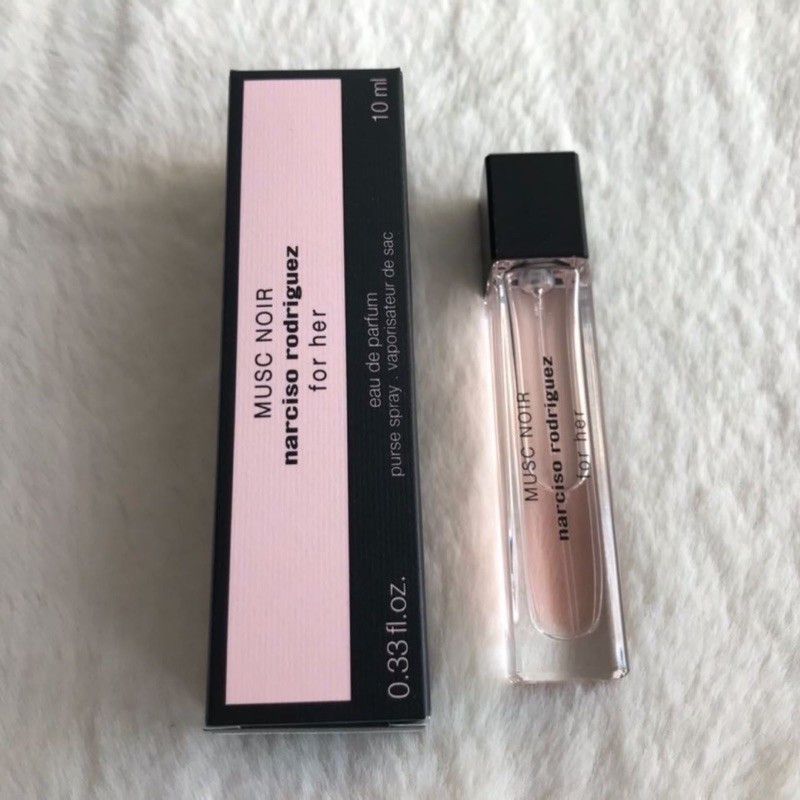 MUSC NOIR
narciso rodriguez
for her
eau de parfum
purse spray . vaporisateur de sac
0.33 fl.oz.
10 ml
MUSC NOIR
narciso rodriguez
for her